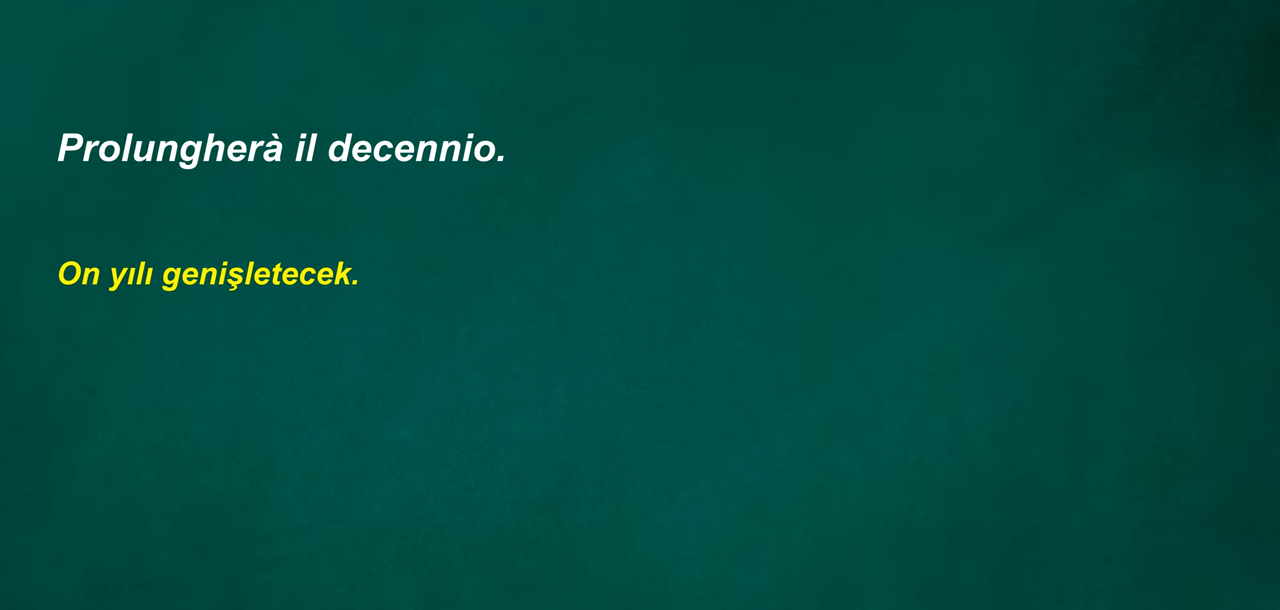 Prolungherà il decennio.
On yılı genişletecek.